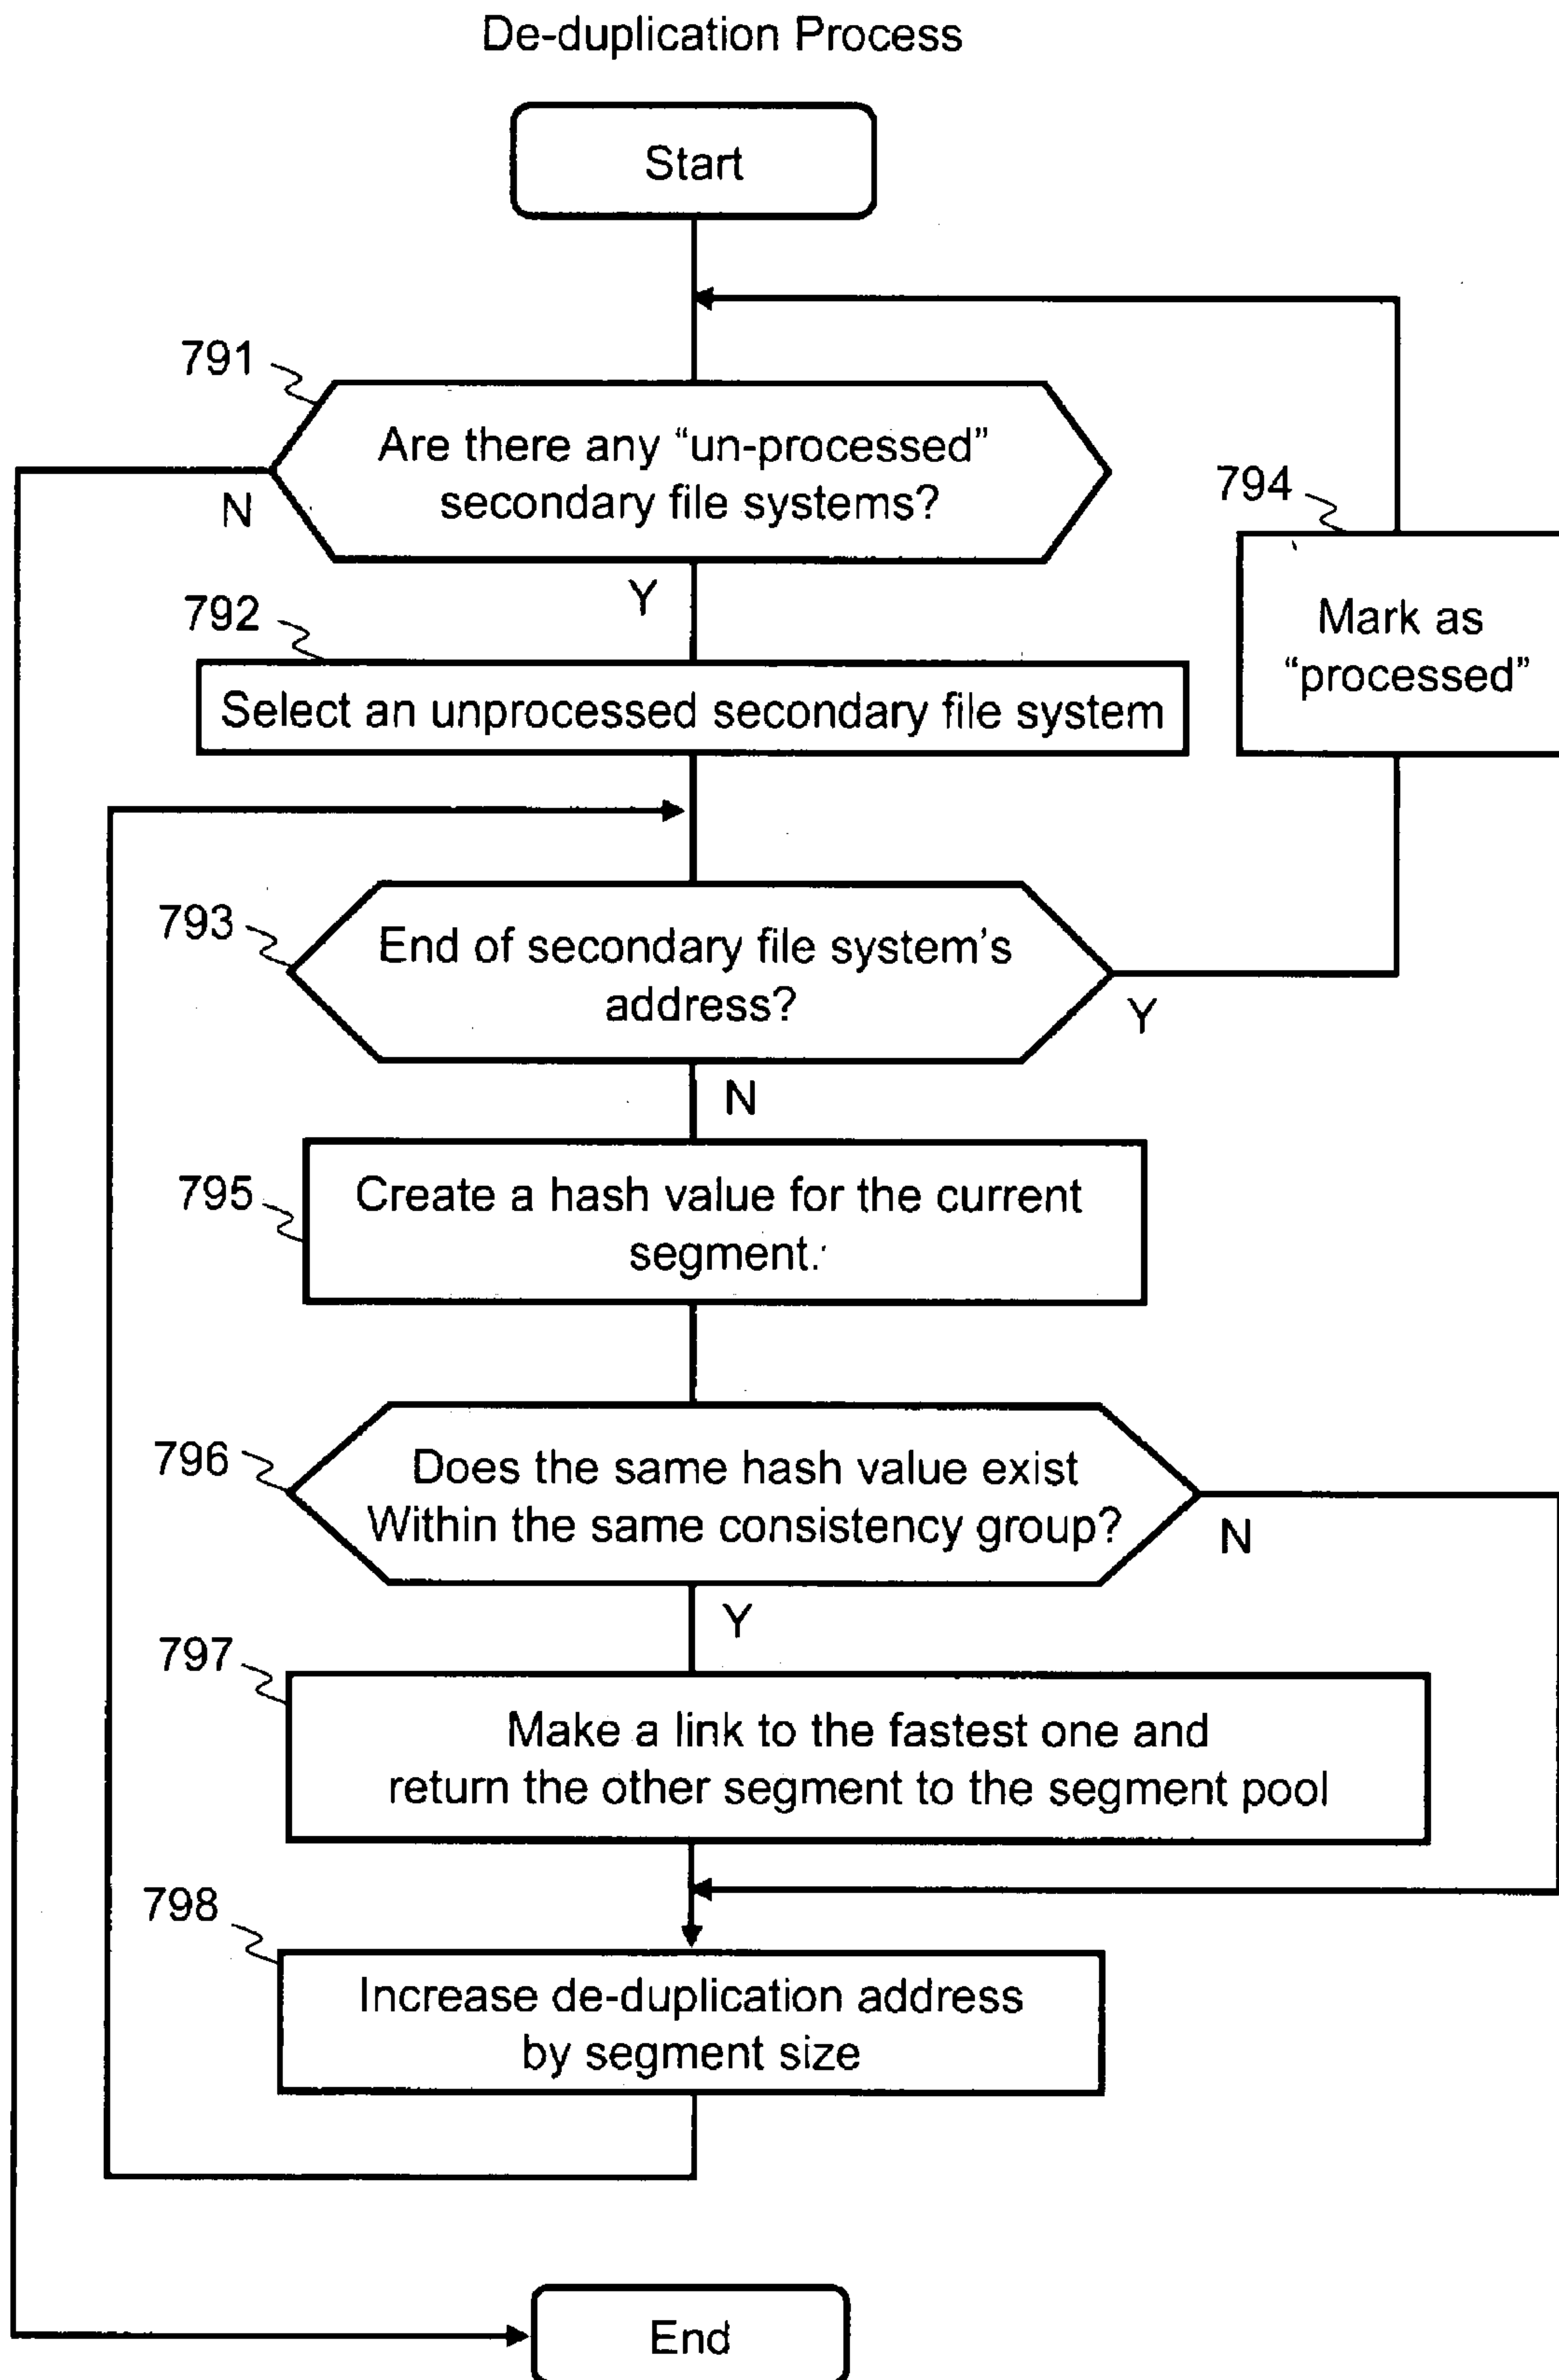 De-duplication Process
Start
791
Are there any “un-processed”
secondary file systems?
N
Y
794
Mark as
“processed”
792
Select an unprocessed secondary file system
793
End of secondary file system’s
address?
Y
N
795
Create a hash value for the current
segment.
796
Does the same hash value exist
Within the same consistency group?
N
Y
797
Make a link to the fastest one and
return the other segment to the segment pool
798
Increase de-duplication address
by segment size
End